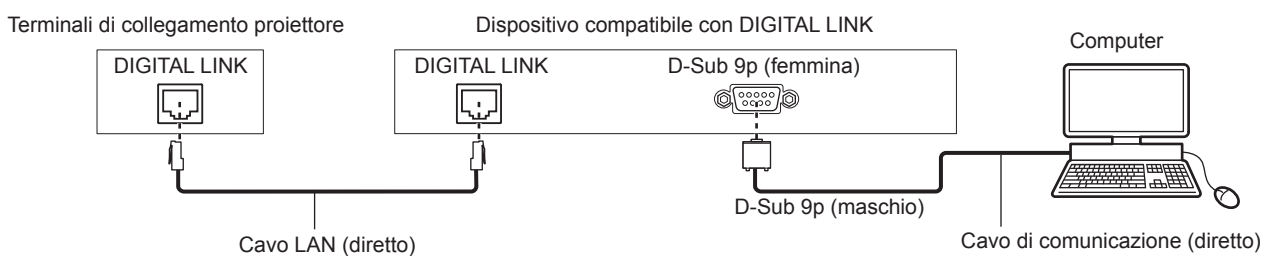 Terminali di collegamento proiettore
Dispositivo compatibile con DIGITAL LINK
Computer
DIGITAL LINK
DIGITAL LINK
D-Sub 9p (femmina)
D-Sub 9p (maschio)
Cavo LAN (diretto)
Cavo di comunicazione (diretto)